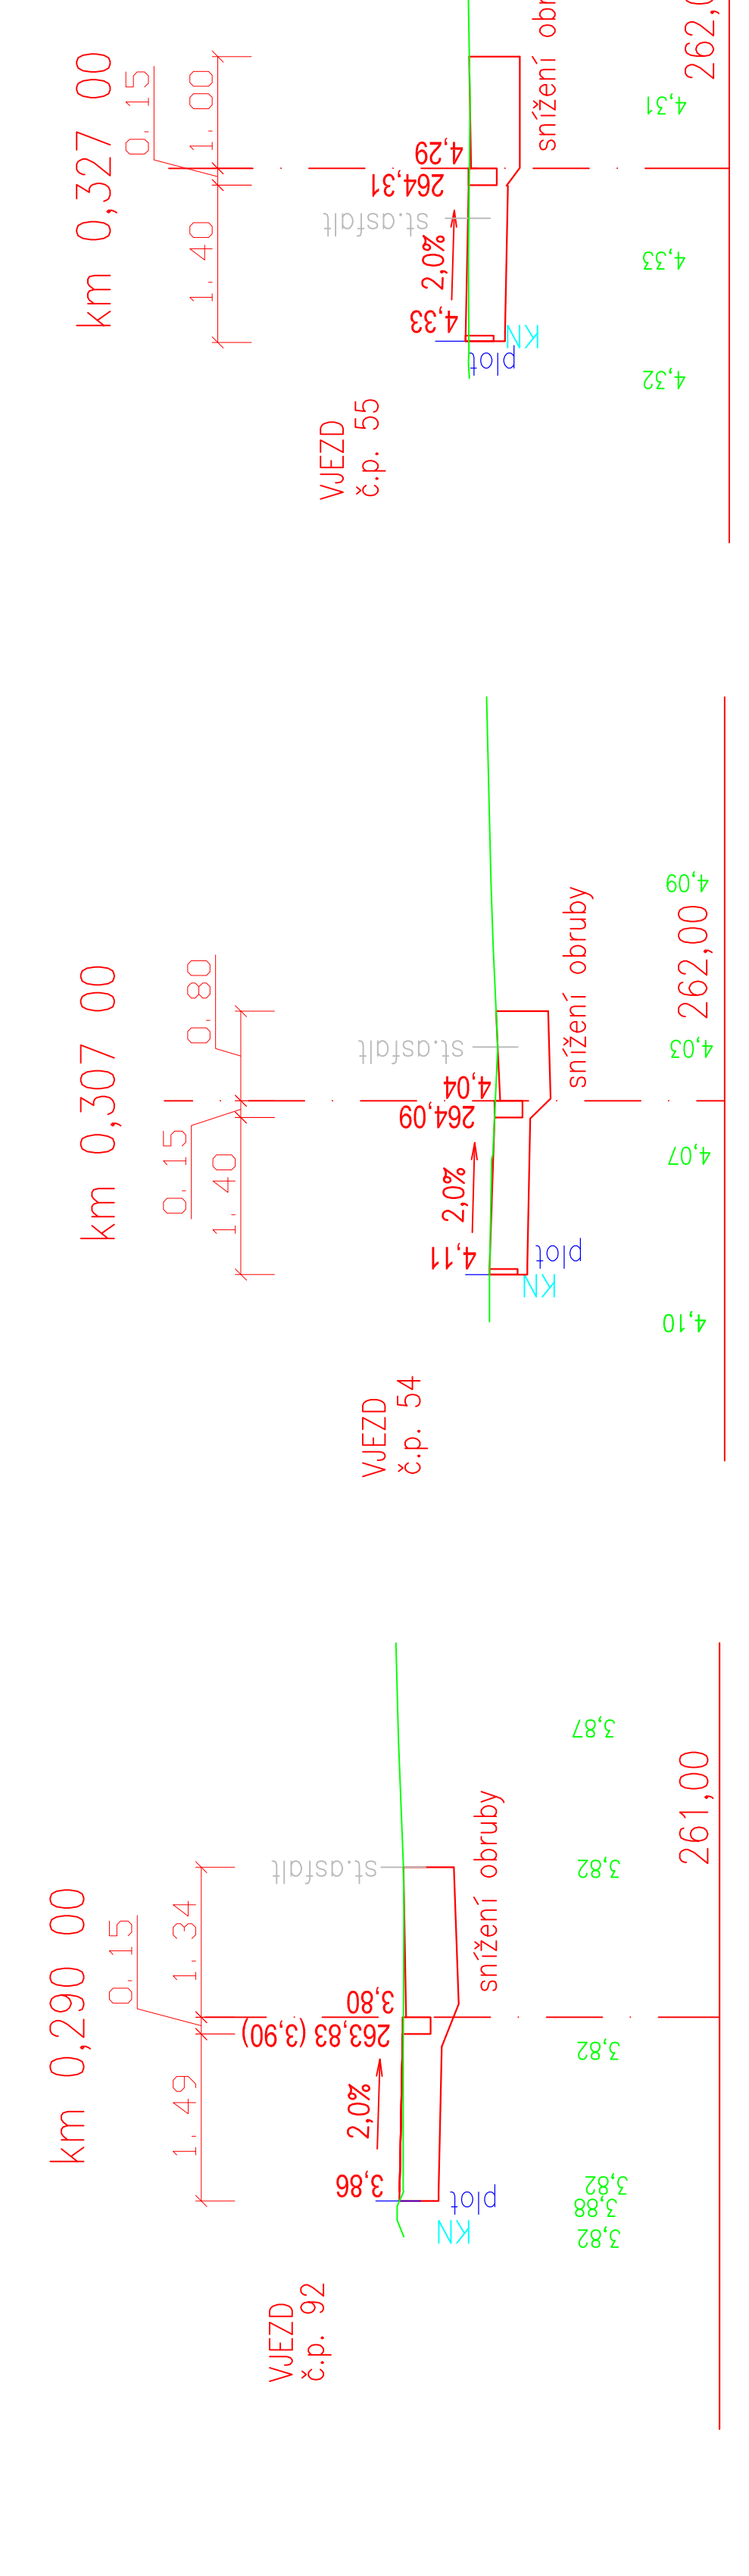 km 0,327 00
0.15
1.00
1.40
4,29
264,31
st.asfalt
2,0%
4,33
KN
plot
snížení obr
262,0
4,31
4,33
4,32
VJEZD
č.p. 55
km 0,307 00
0.80
0.15
1.40
st.asfalt
4,04
264,09
2,0%
4,11
plot
KN
snížení obruby
262,00
4,09
4,03
4,07
4,10
VJEZD
č.p. 54
km 0,290 00
0.15
1.34
1.49
st.asfalt
3,80
263,83 (3,90)
2,0%
3,86
plot
KN
snížení obruby
261,00
3,87
3,82
3,82
3,82
3,88
3,82
VJEZD
č.p. 92